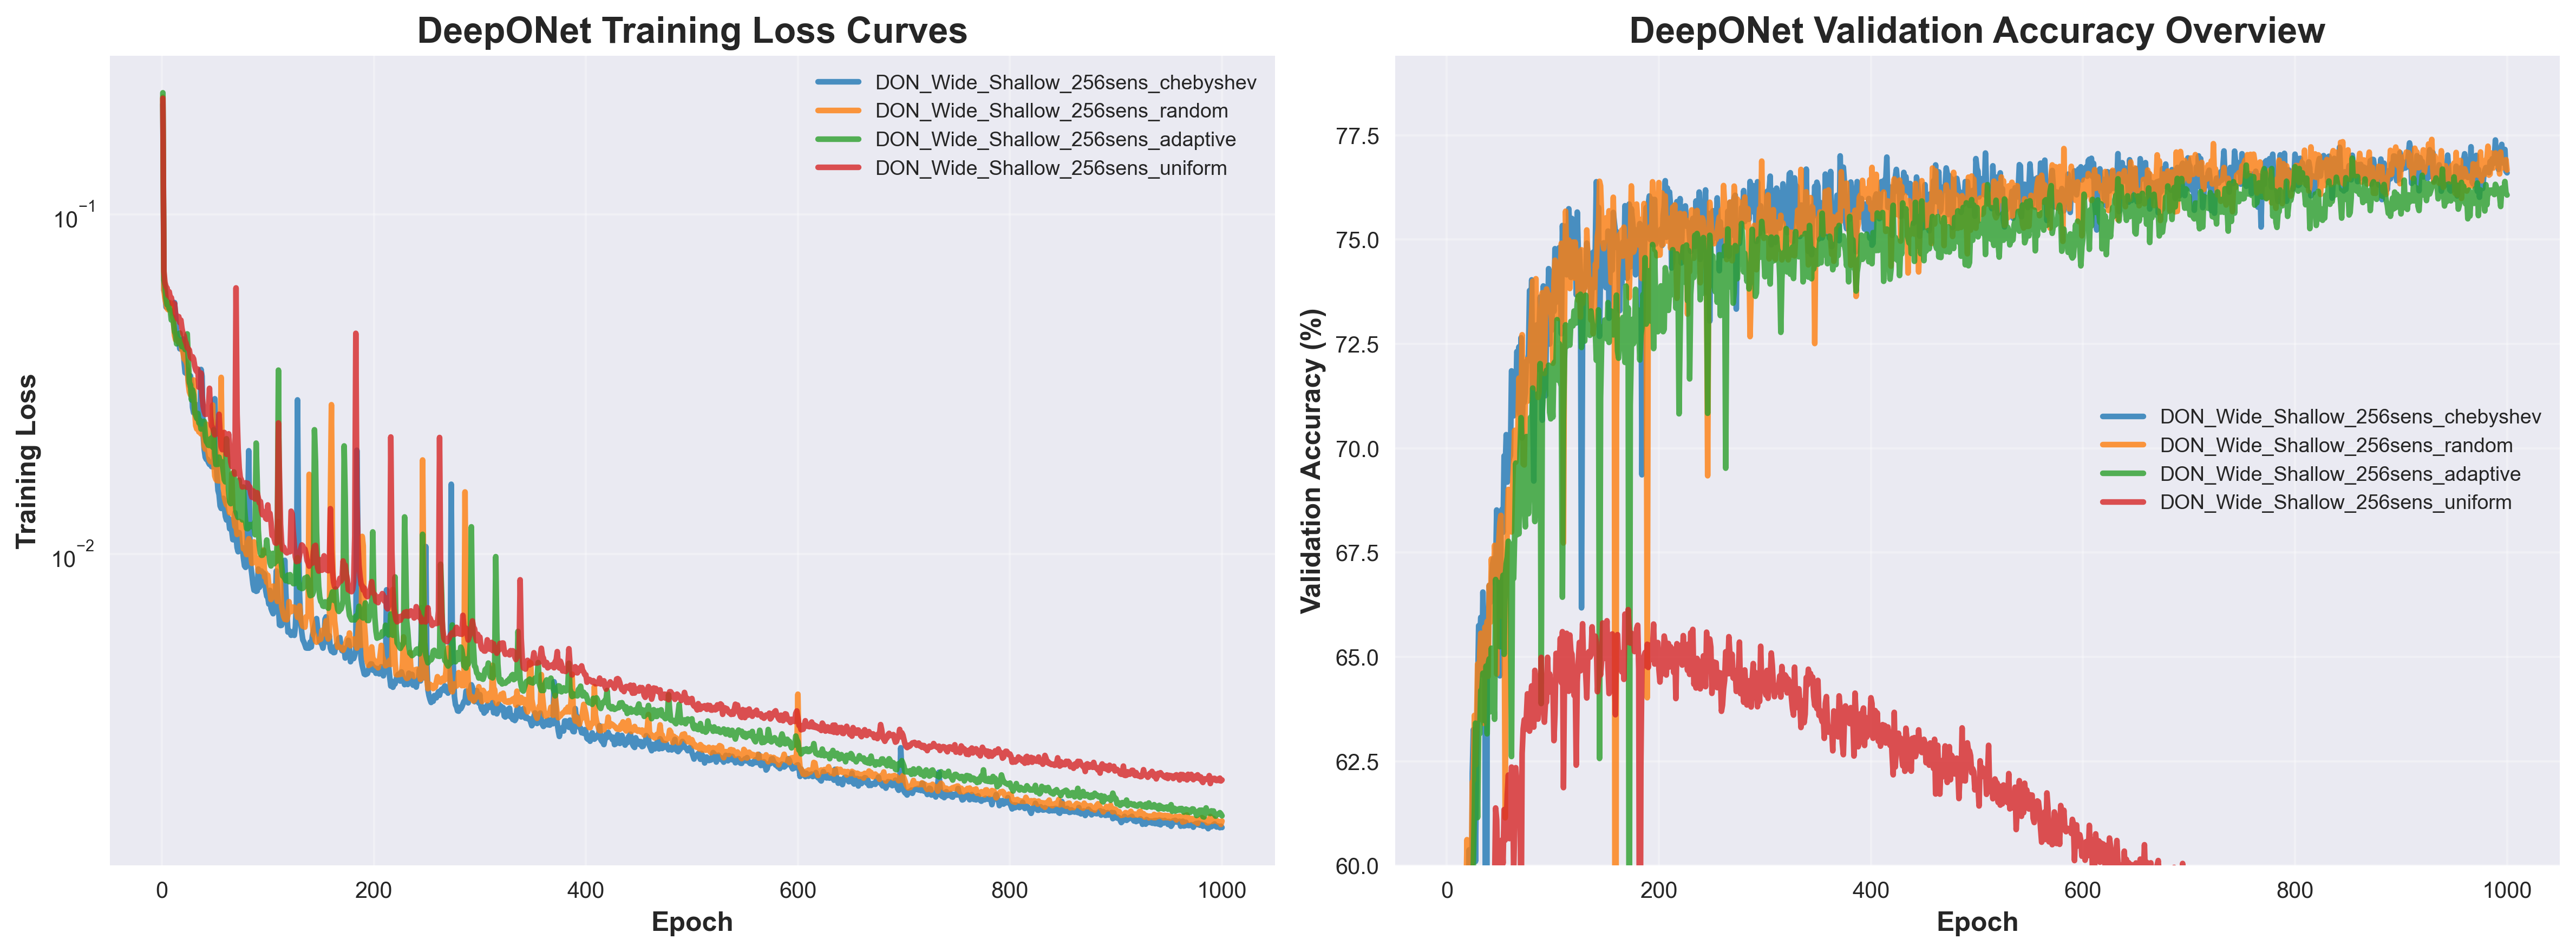 DeepONet Training Loss Curves
DON_Wide_Shallow_256sens_chebyshev
DON_Wide_Shallow_256sens_random
DON_Wide_Shallow_256sens_adaptive
DON_Wide_Shallow_256sens_uniform
10⁻¹
10⁻²
Training Loss
0 200 400 600 800 1000
Epoch
DeepONet Validation Accuracy Overview
77.5
75.0
72.5
70.0
67.5
65.0
62.5
60.0
Validation Accuracy (%)
DON_Wide_Shallow_256sens_chebyshev
DON_Wide_Shallow_256sens_random
DON_Wide_Shallow_256sens_adaptive
DON_Wide_Shallow_256sens_uniform
0 200 400 600 800 1000
Epoch